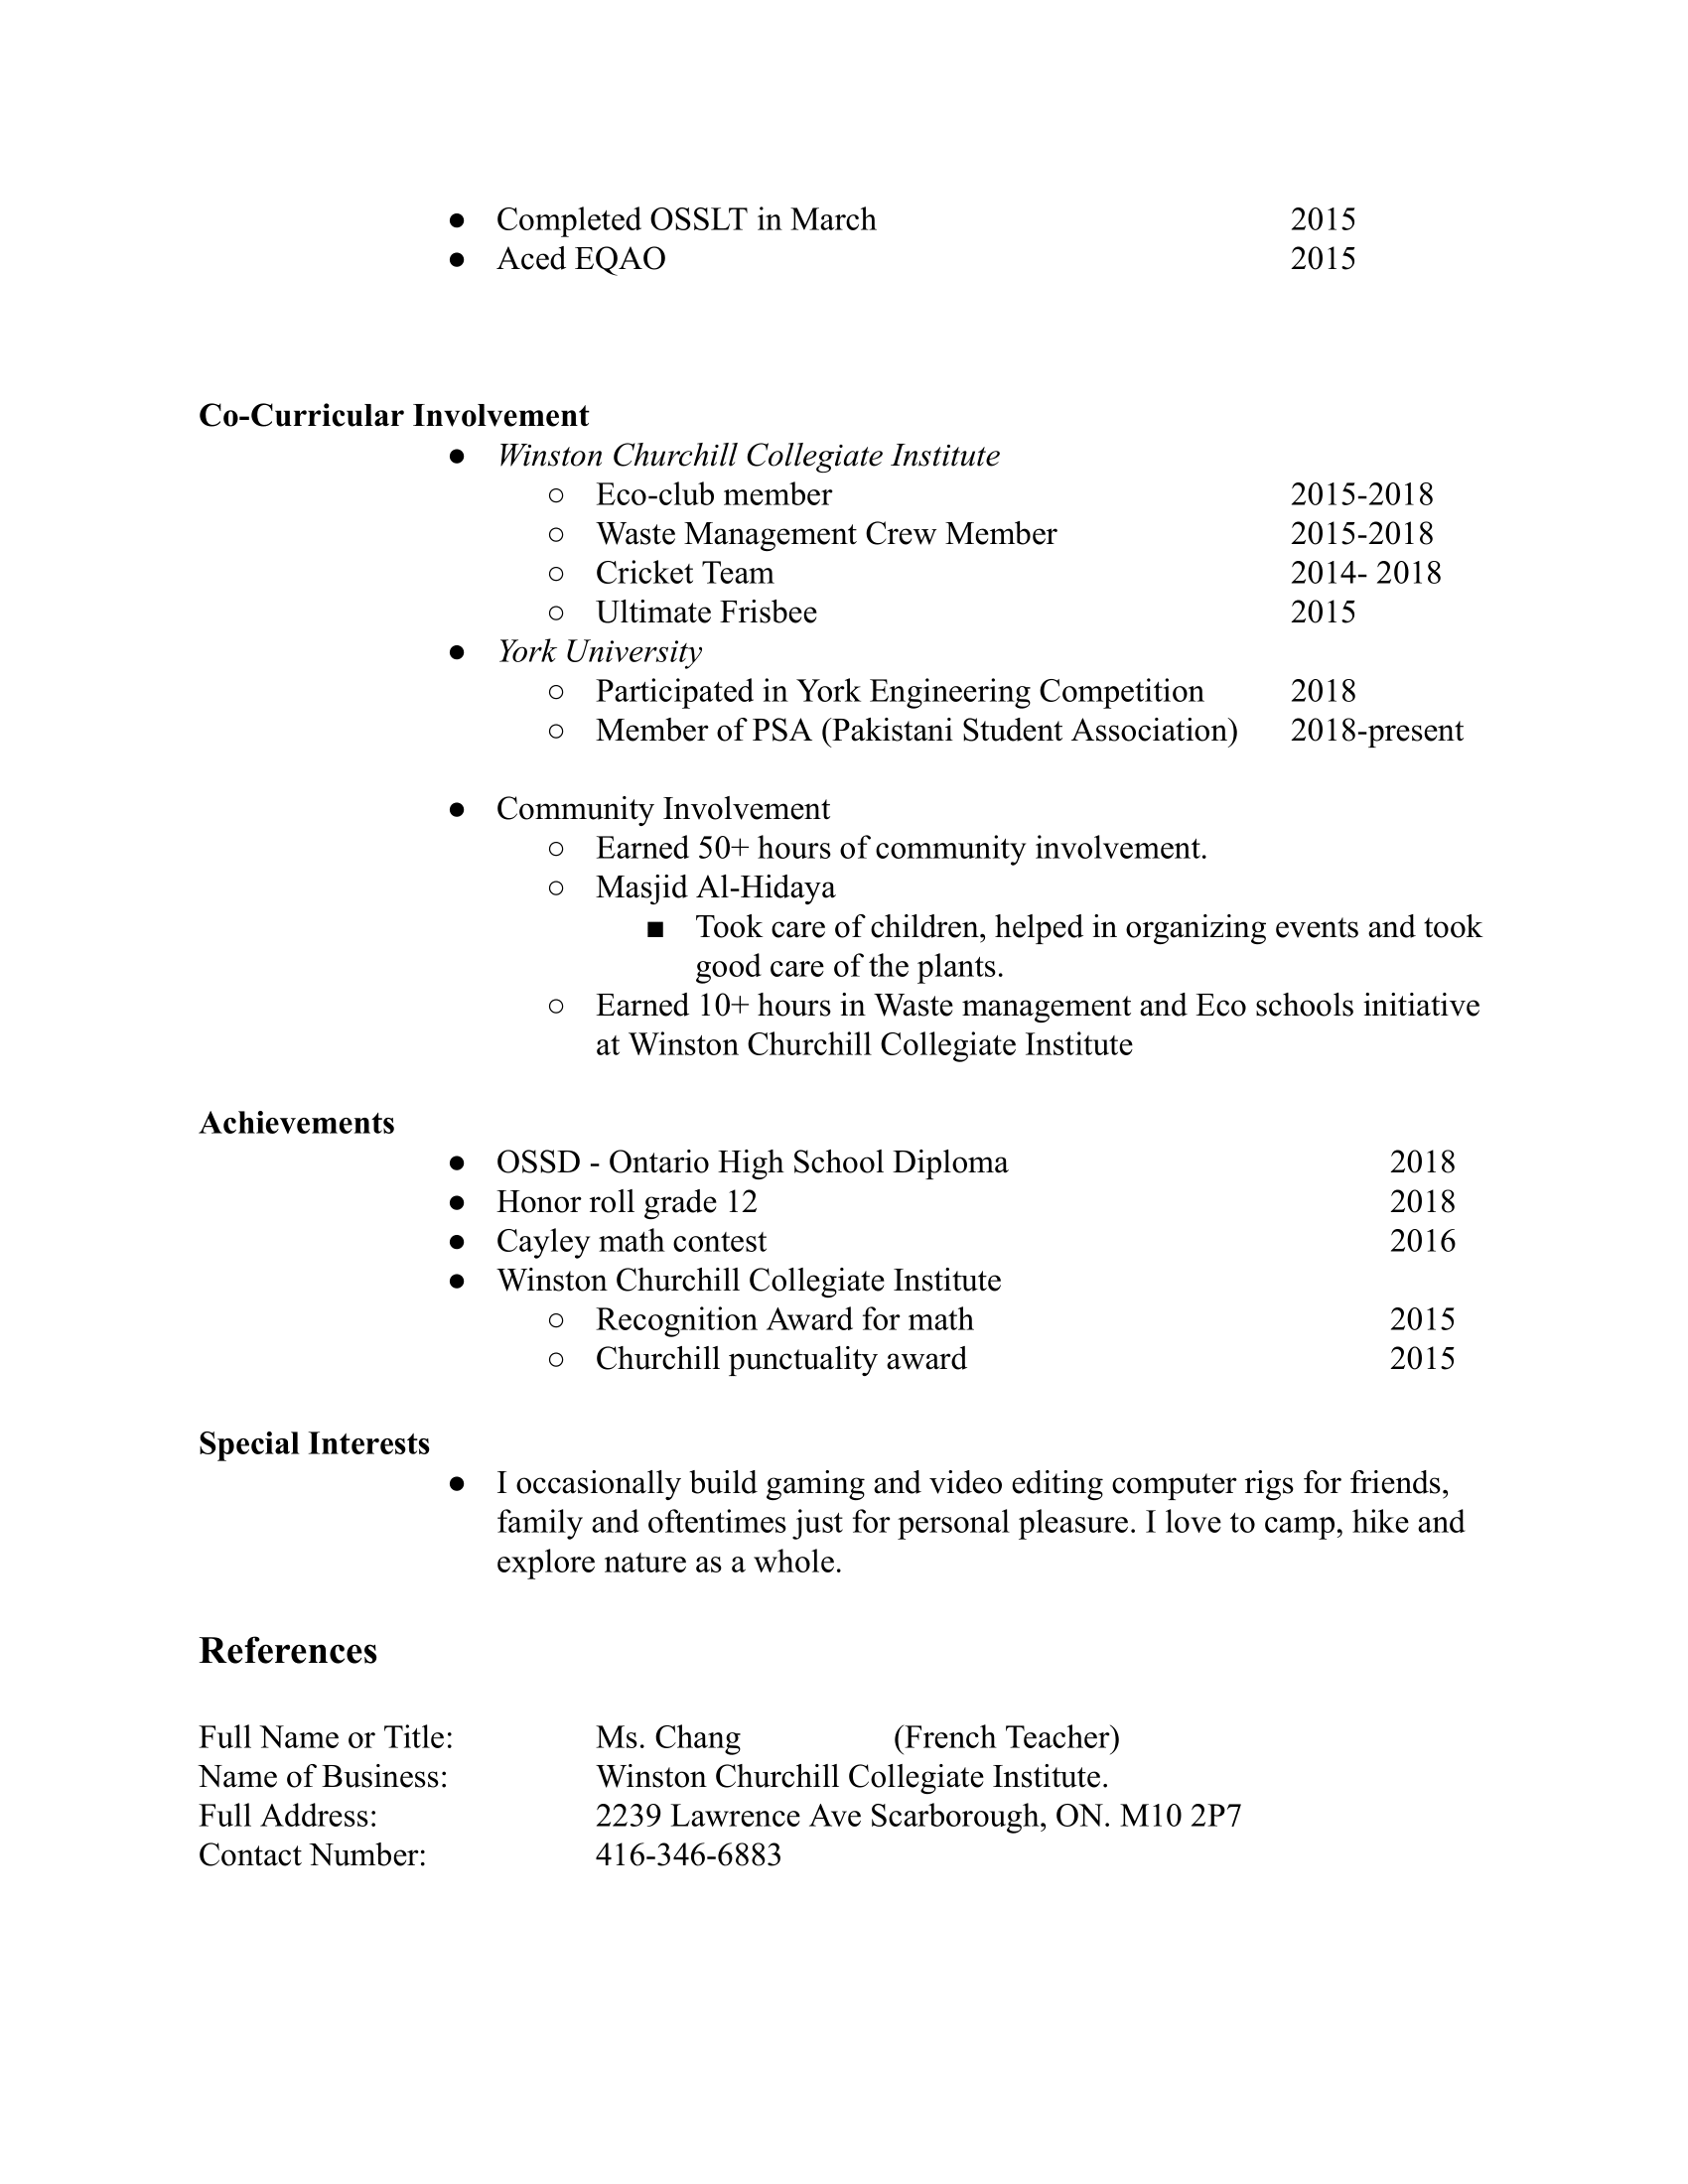 ● Completed OSSLT in March 2015
● Aced EQAO 2015
Co-Curricular Involvement
● Winston Churchill Collegiate Institute
○ Eco-club member 2015-2018
○ Waste Management Crew Member 2015-2018
○ Cricket Team 2014- 2018
○ Ultimate Frisbee 2015
● York University
○ Participated in York Engineering Competition 2018
○ Member of PSA (Pakistani Student Association) 2018-present
● Community Involvement
○ Earned 50+ hours of community involvement.
○ Masjid Al-Hidaya
■ Took care of children, helped in organizing events and took
good care of the plants.
○ Earned 10+ hours in Waste management and Eco schools initiative
at Winston Churchill Collegiate Institute
Achievements
● OSSD - Ontario High School Diploma 2018
● Honor roll grade 12 2018
● Cayley math contest 2016
● Winston Churchill Collegiate Institute
○ Recognition Award for math 2015
○ Churchill punctuality award 2015
Special Interests
● I occasionally build gaming and video editing computer rigs for friends,
family and oftentimes just for personal pleasure. I love to camp, hike and
explore nature as a whole.
References
Full Name or Title: Ms. Chang (French Teacher)
Name of Business: Winston Churchill Collegiate Institute.
Full Address: 2239 Lawrence Ave Scarborough, ON. M10 2P7
Contact Number: 416-346-6883